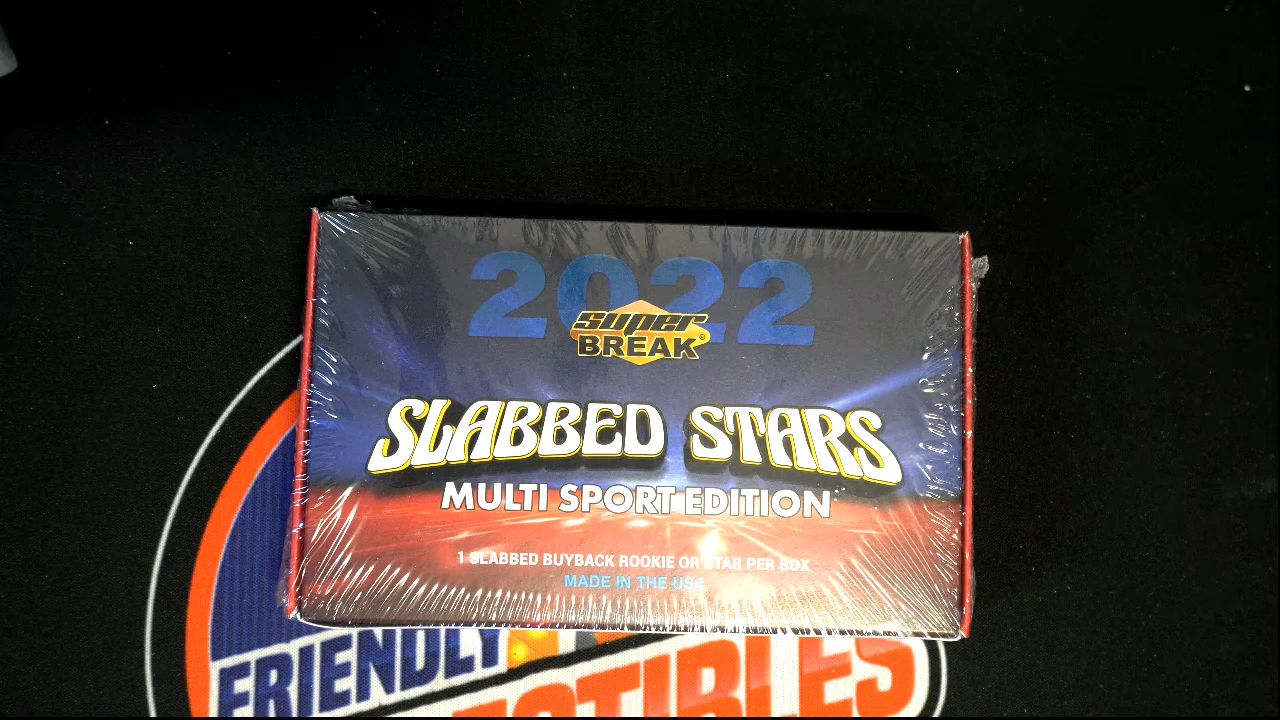 2022
super
BREAK
SLABBED STARS
MULTI SPORT EDITION
1 SLABBED BUYBACK ROOKIE OR STAR PER BOX
MADE IN THE USA
FRIENDLY